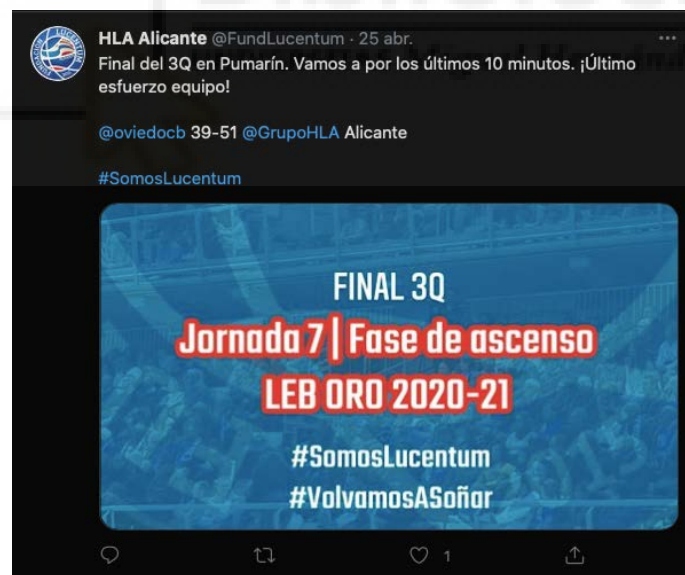 HLA Alicante @FundLucentum · 25 abr.
Final del 3Q en Pumarín. Vamos a por los últimos 10 minutos. ¡Último
esfuerzo equipo!
@oviedocb 39-51 @GrupoHLA Alicante
#SomosLucentum
FINAL 3Q
Jornada 7 | Fase de ascenso
LEB ORO 2020-21
#SomosLucentum
#VolvamosASoñar
1